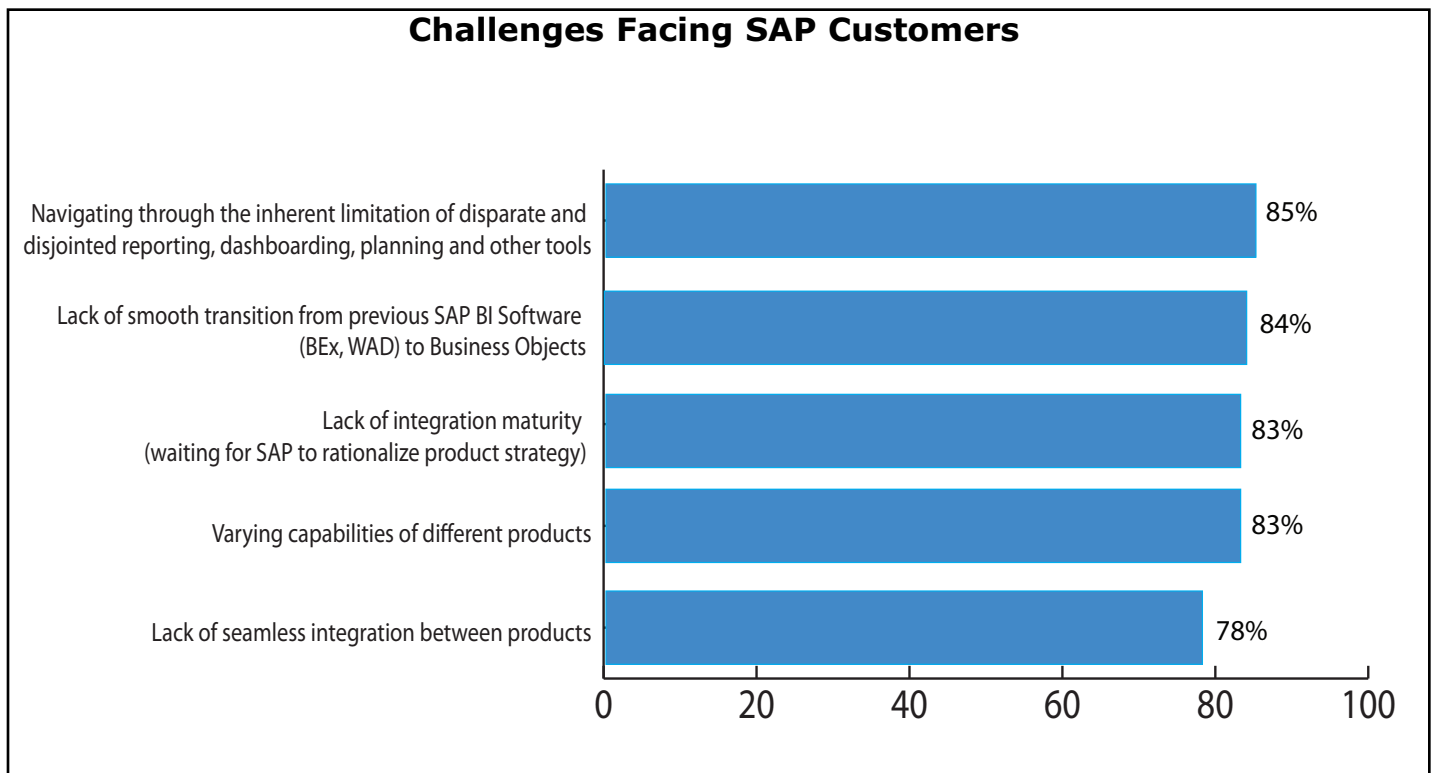 Challenges Facing SAP Customers
Navigating through the inherent limitation of disparate and
disjointed reporting, dashboarding, planning and other tools
85%
Lack of smooth transition from previous SAP BI Software
(BEx, WAD) to Business Objects
84%
Lack of integration maturity
(waiting for SAP to rationalize product strategy)
83%
Varying capabilities of different products
83%
Lack of seamless integration between products
78%
0 20 40 60 80 100